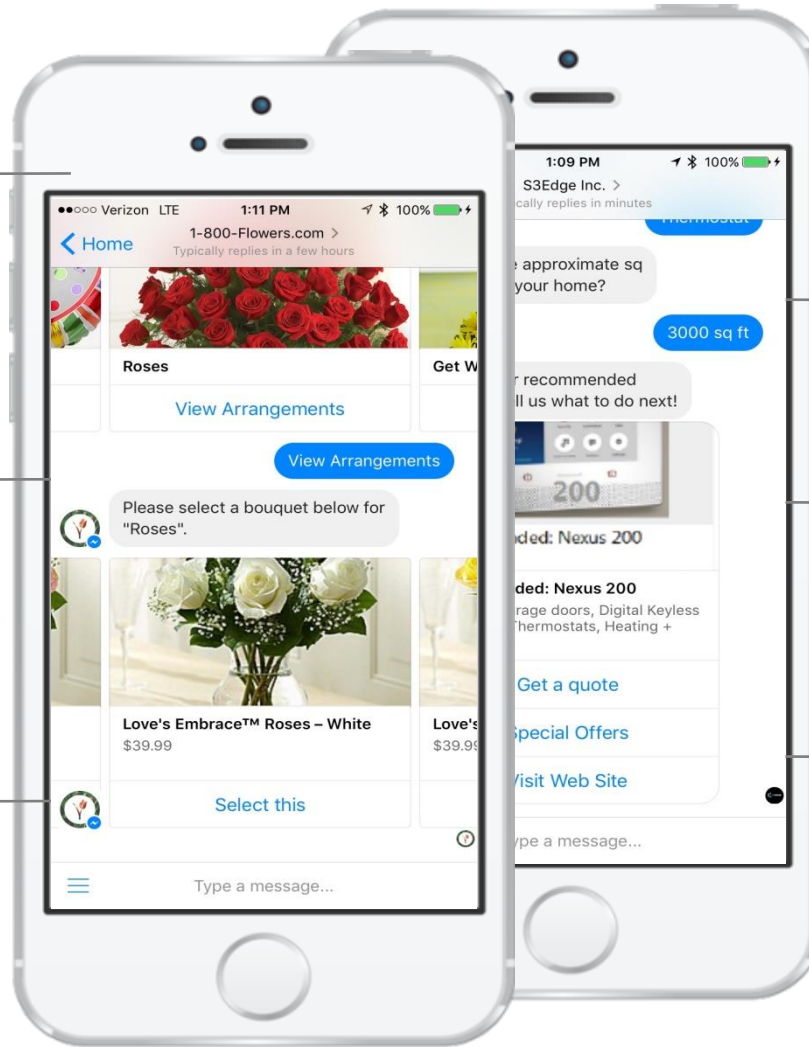 ●●○○○ Verizon LTE 1:11 PM 100%
Home
1-800-Flowers.com >
Typically replies in a few hours
Roses
Get W
View Arrangements
View Arrangements
Please select a bouquet below for
"Roses".
Love's Embrace™ Roses – White
$39.99
Love's
$39.99
Select this
Type a message...
1:09 PM 100%
S3Edge Inc. >
cally replies in minutes
Thermostat
approximate sq
your home?
3000 sq ft
r recommended
ll us what to do next!
200
ded: Nexus 200
ded: Nexus 200
rage doors, Digital Keyless
Thermostats, Heating +
Get a quote
Special Offers
Visit Web Site
ype a message...